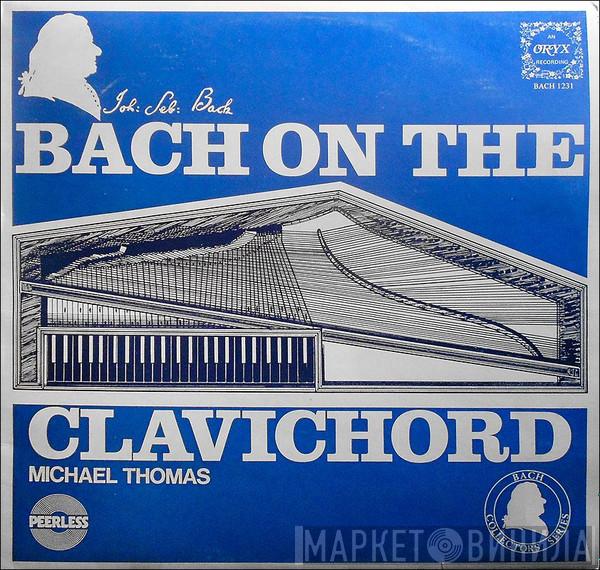 AN
ORYX
RECORDING
BACH 1231
Joh: Seb: Bach
BACH ON THE
CLAVICHORD
MICHAEL THOMAS
PEERLESS
BACH
COLLECTORS SERIES
МАРКЕТ ВИНИЛА